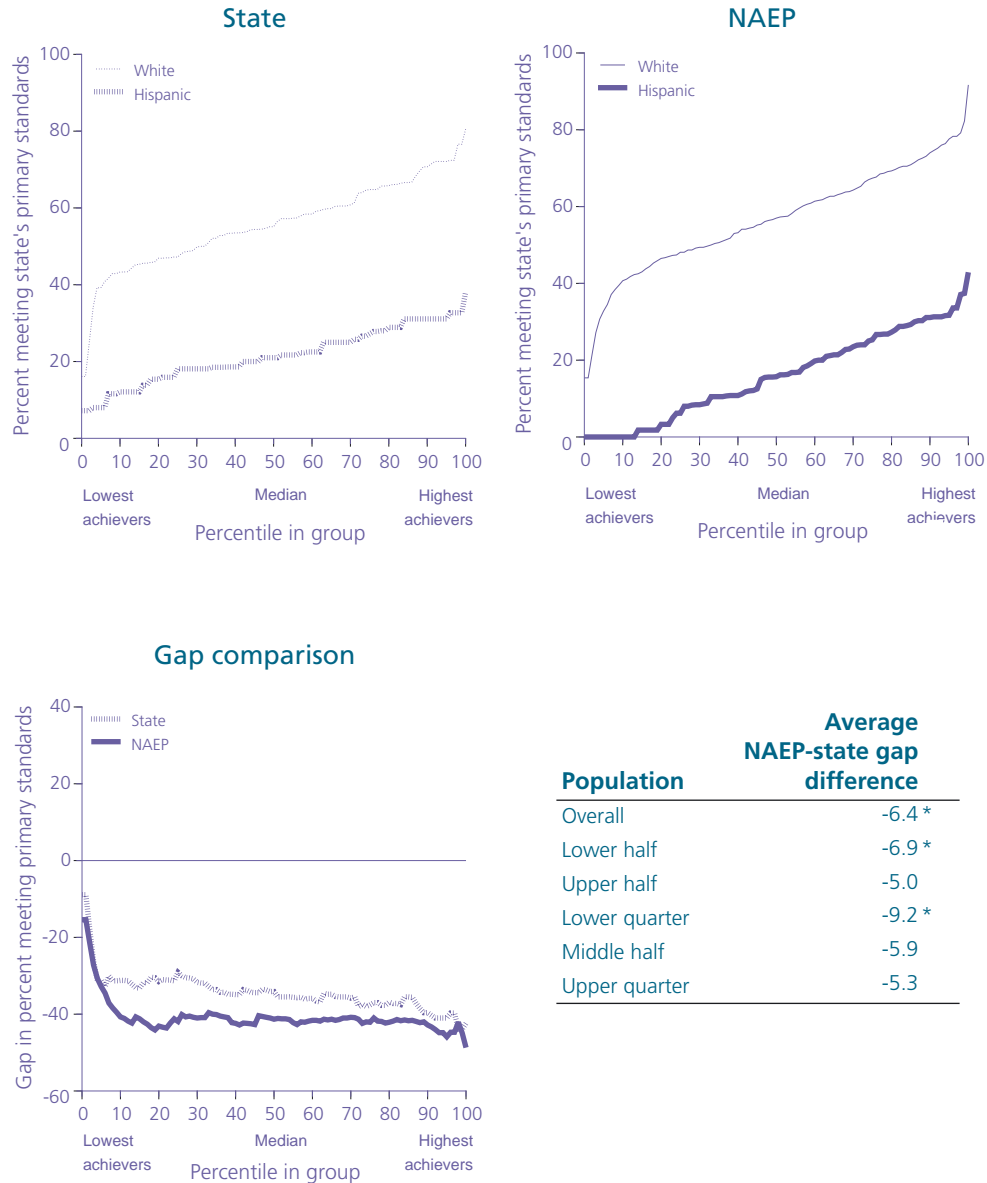 State
Percent meeting state's primary standards
100
80
60
40
20
0
White
Hispanic
0 10 20 30 40 50 60 70 80 90 100
Lowest achievers
Median
Highest achievers
Percentile in group
NAEP
Percent meeting state's primary standards
100
80
60
40
20
0
White
Hispanic
0 10 20 30 40 50 60 70 80 90 100
Lowest achievers
Median
Highest achievers
Percentile in group
Gap comparison
Gap in percent meeting primary standards
40
20
0
-20
-40
-60
State
NAEP
0 10 20 30 40 50 60 70 80 90 100
Lowest achievers
Median
Highest achievers
Percentile in group
Average
NAEP-state gap
Population difference
Overall -6.4 *
Lower half -6.9 *
Upper half -5.0
Lower quarter -9.2 *
Middle half -5.9
Upper quarter -5.3